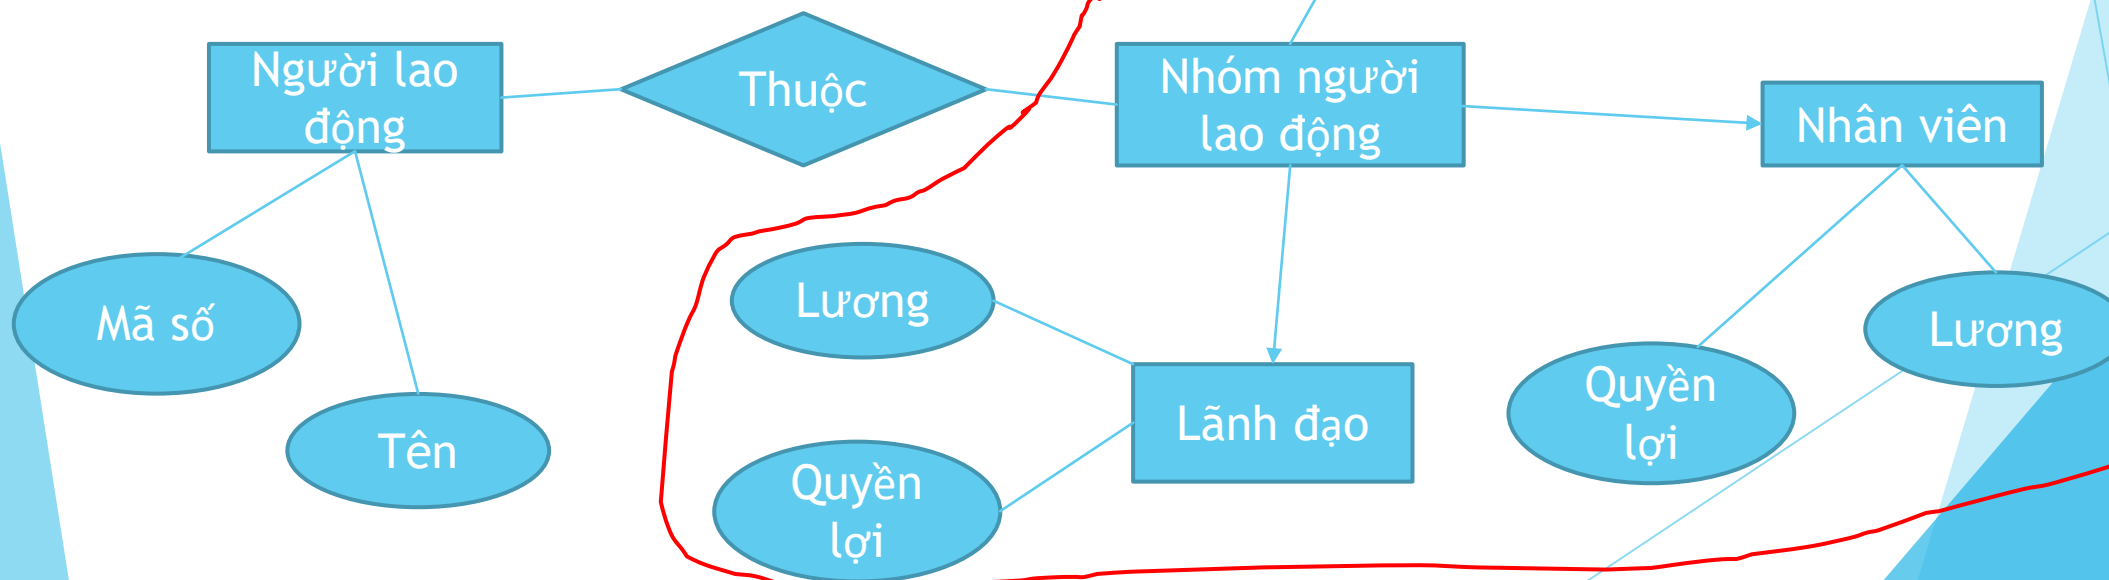 Người lao
động
Thuộc
Nhóm người
lao động
Nhân viên
Mã số
Tên
Lương
Quyền
lợi
Lãnh đạo
Quyền
lợi
Lương